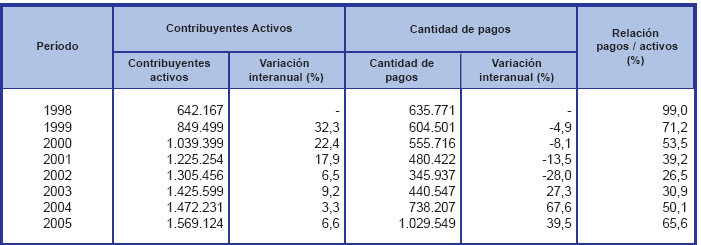 Período Contribuyentes Activos Cantidad de pagos Relación pagos / activos (%)
Contribuyentes activos Variación interanual (%) Cantidad de pagos Variación interanual (%)
1998 642.167 - 635.771 - 99,0
1999 849.499 32,3 604.501 -4,9 71,2
2000 1.039.399 22,4 555.716 -8,1 53,5
2001 1.225.254 17,9 480.422 -13,5 39,2
2002 1.305.456 6,5 345.937 -28,0 26,5
2003 1.425.599 9,2 440.547 27,3 30,9
2004 1.472.231 3,3 738.207 67,6 50,1
2005 1.569.124 6,6 1.029.549 39,5 65,6